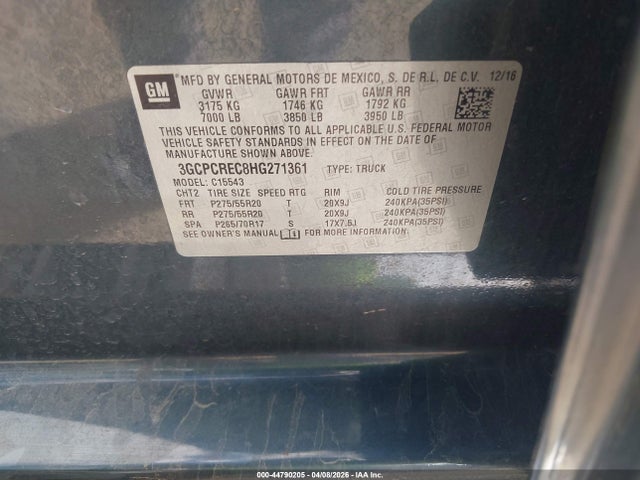 GM
MFD BY GENERAL MOTORS DE MEXICO, S. DE R.L. DE C.V. 12/16
GVWR GAWR FRT GAWR RR
3175 KG 1746 KG 1792 KG
7000 LB 3850 LB 3950 LB
THIS VEHICLE CONFORMS TO ALL APPLICABLE U.S. FEDERAL MOTOR
VEHICLE SAFETY STANDARDS IN EFFECT ON THE DATE OF
MANUFACTURE SHOWN ABOVE.
3GCPCREC8HG271361 TYPE: TRUCK
MODEL: C15543
CHT2 TIRE SIZE SPEED RTG RIM COLD TIRE PRESSURE
FRT P275/55R20 T 20X9J 240KPA(35PSI)
RR P275/55R20 T 20X9J 240KPA(35PSI)
SPA P265/70R17 S 17X7.5J 240KPA(35PSI)
SEE OWNER'S MANUAL FOR MORE INFORMATION.
ONLINE--44790205 - 04/08/2026 - IAA Holdings, LLC.